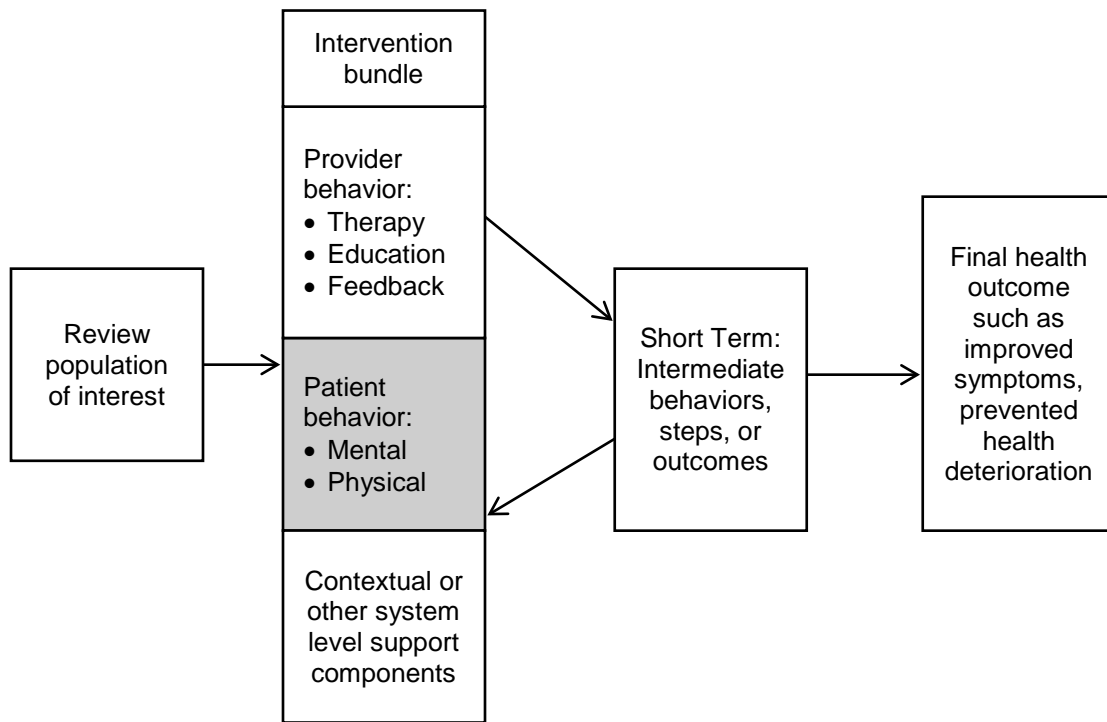 Intervention
bundle
Provider
behavior:
• Therapy
• Education
• Feedback
Review
population
of interest
Patient
behavior:
• Mental
• Physical
Contextual or
other system
level support
components
Short Term:
Intermediate
behaviors,
steps, or
outcomes
Final health
outcome
such as
improved
symptoms,
prevented
health
deterioration